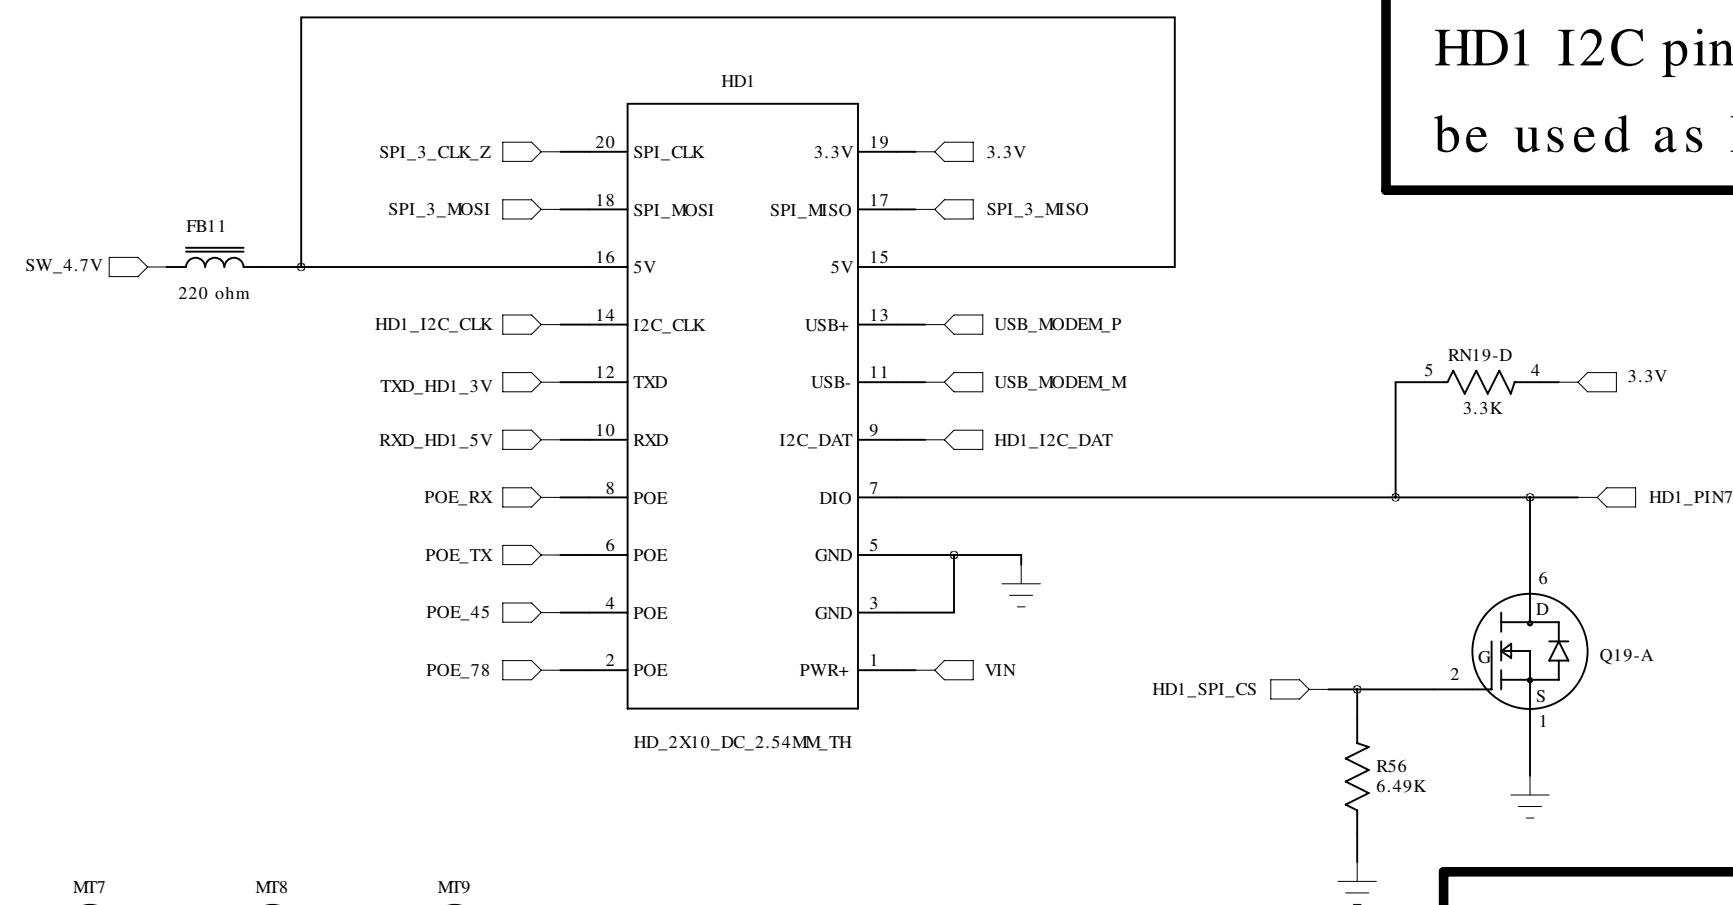 HD1 I2C pin
be used as
HD1
SPI_3_CLK_Z 20 SPI_CLK 3.3V 19 3.3V
SPI_3_MOSI 18 SPI_MOSI SPI_MISO 17 SPI_3_MISO
FB11
SW_4.7V 16 5V 5V 15
220 ohm
HD1_I2C_CLK 14 I2C_CLK USB+ 13 USB_MODEM_P
TXD_HD1_3V 12 TXD USB- 11 USB_MODEM_M
RN19-D
5 4 3.3V
3.3K
RXD_HD1_5V 10 RXD I2C_DAT 9 HD1_I2C_DAT
POE_RX 8 POE DIO 7 HD1_PIN7
POE_TX 6 POE GND 5
POE_45 4 POE GND 3
POE_78 2 POE PWR+ 1 VIN
HD_2X10_DC_2.54MM_TH
6
D
G Q19-A
HD1_SPI_CS 2
S
1
R56
6.49K
MT7 MT8 MT9